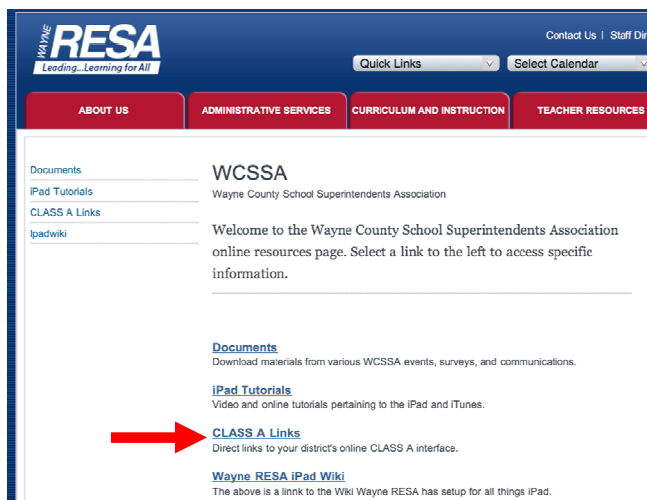 WAYNE
RESA
Leading...Learning for All
Contact Us | Staff Dir
Quick Links
Select Calendar
ABOUT US
ADMINISTRATIVE SERVICES
CURRICULUM AND INSTRUCTION
TEACHER RESOURCES
Documents
iPad Tutorials
CLASS A Links
Ipadwiki
WCSSA
Wayne County School Superintendents Association
Welcome to the Wayne County School Superintendents Association
online resources page. Select a link to the left to access specific
information.
Documents
Download materials from various WCSSA events, surveys, and communications.
iPad Tutorials
Video and online tutorials pertaining to the iPad and iTunes.
CLASS A Links
Direct links to your district's online CLASS A interface.
Wayne RESA iPad Wiki
The above is a linnk to the Wiki Wayne RESA has setup for all things iPad.